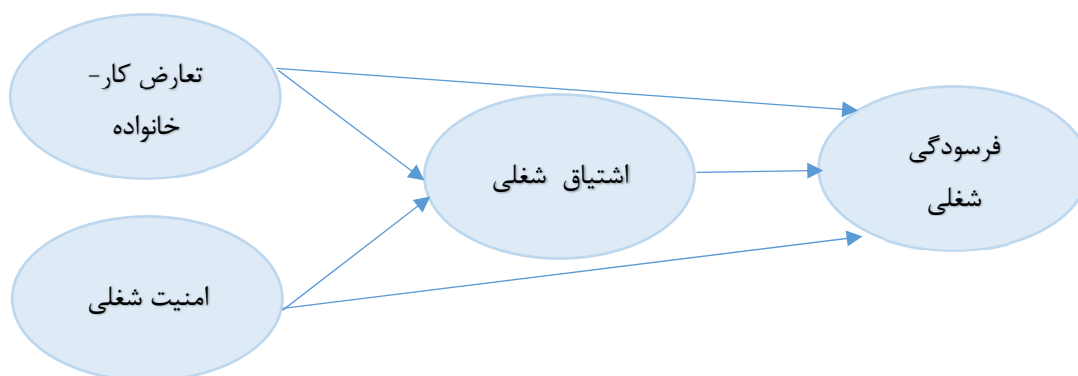 تعارض کار-
خانواده
اشتیاق شغلی
فرسودگی
شغلی
امنیت شغلی